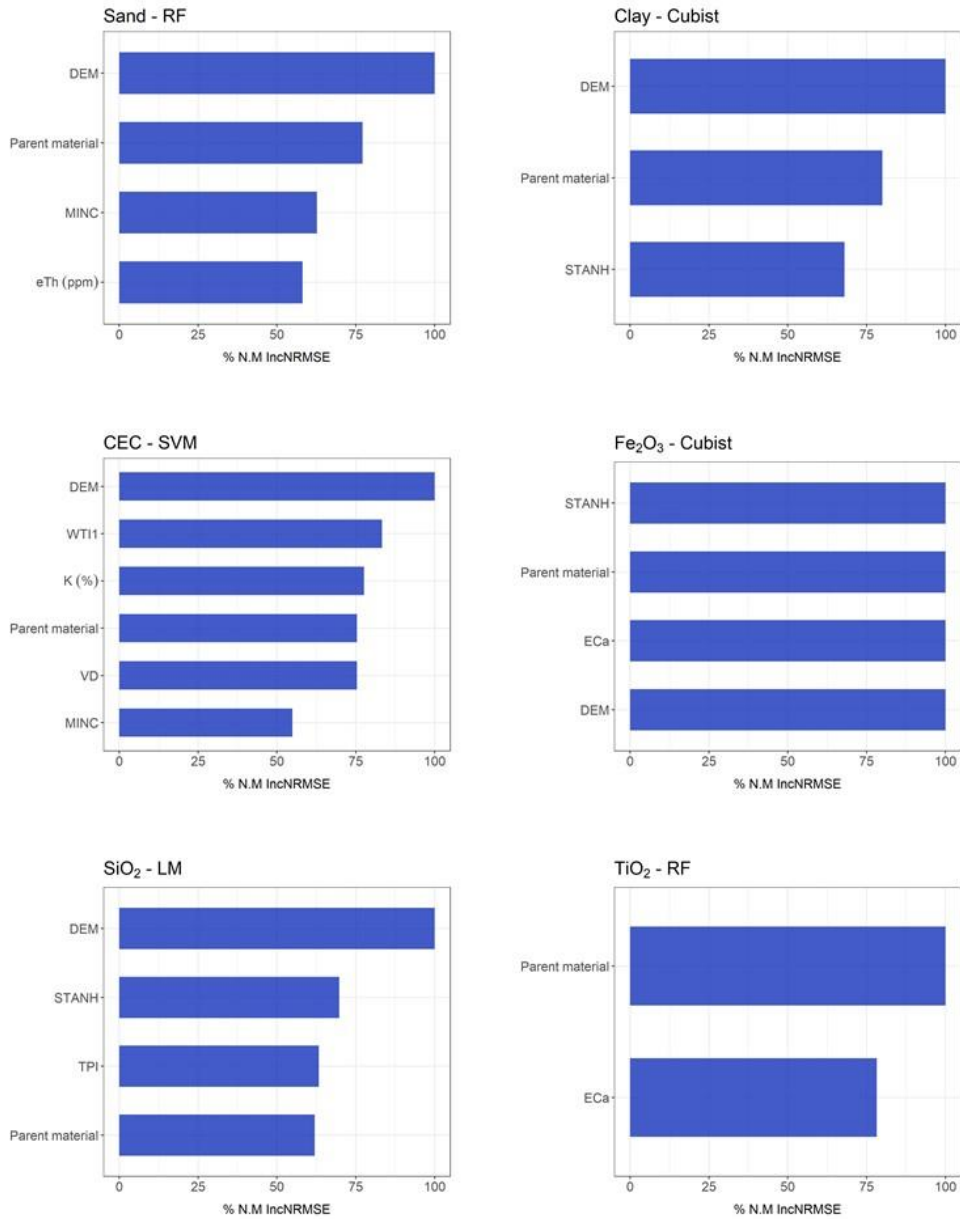 Sand - RF
DEM
Parent material
MINC
eTh (ppm)
0 25 50 75 100
% N.M IncNRMSE
Clay - Cubist
DEM
Parent material
STANH
0 25 50 75 100
% N.M IncNRMSE
CEC - SVM
DEM
WTI1
K (%)
Parent material
VD
MINC
0 25 50 75 100
% N.M IncNRMSE
Fe₂O₃ - Cubist
STANH
Parent material
ECa
DEM
0 25 50 75 100
% N.M IncNRMSE
SiO₂ - LM
DEM
STANH
TPI
Parent material
0 25 50 75 100
% N.M IncNRMSE
TiO₂ - RF
Parent material
ECa
0 25 50 75 100
% N.M IncNRMSE